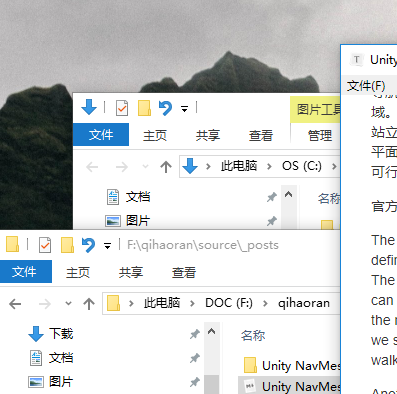 图片工具
文件 主页 共享 查看 管理
此电脑 OS (C:) 文
文档
图片
名称
F:\qihaoran\source\_posts
文件 主页 共享 查看
此电脑 DOC (F:) qihaoran
下载
文档
图片
名称
Unity NavMes
Unity NavMes
Unity
文件(F)
域。
站立
平面
可行
官方
The
defin
The
can
the r
we s
walk